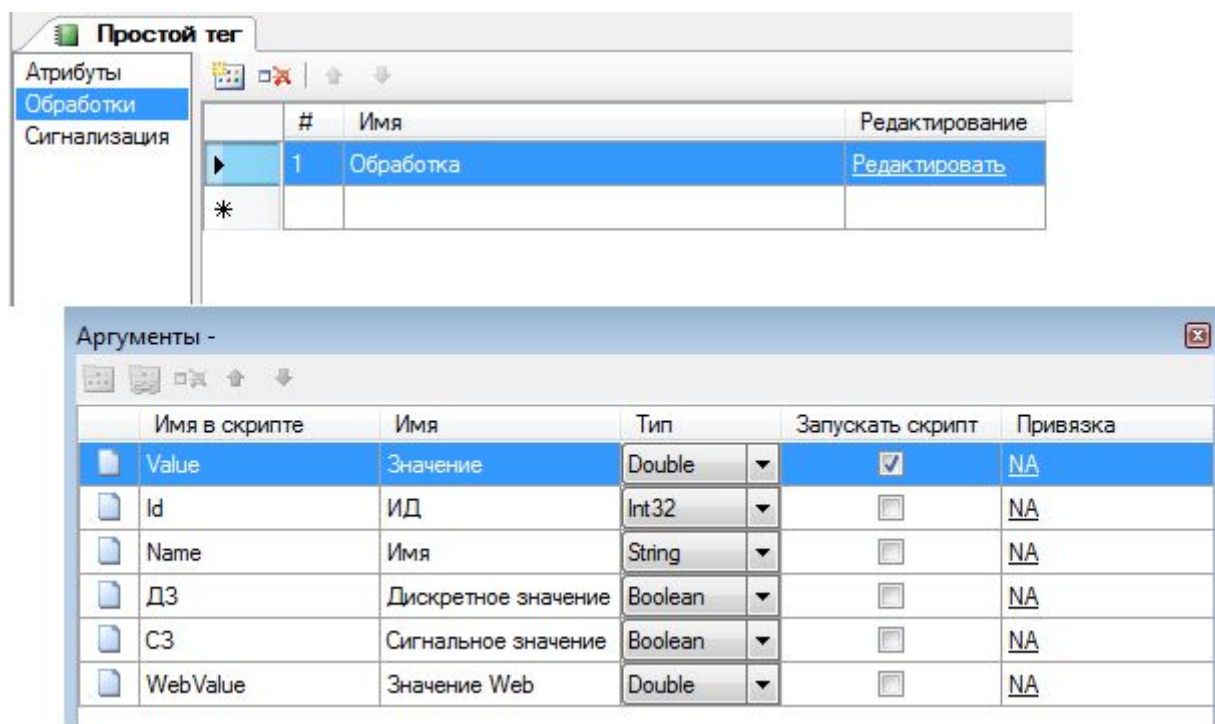 Простой тег
Атрибуты
Обработки
Сигнализация
# Имя Редактирование
1 Обработка Редактировать
Аргументы -
Имя в скрипте Имя Тип Запускать скрипт Привязка
Value Значение Double NA
Id ИД Int32 NA
Name Имя String NA
ДЗ Дискретное значение Boolean NA
СЗ Сигнальное значение Boolean NA
WebValue Значение Web Double NA